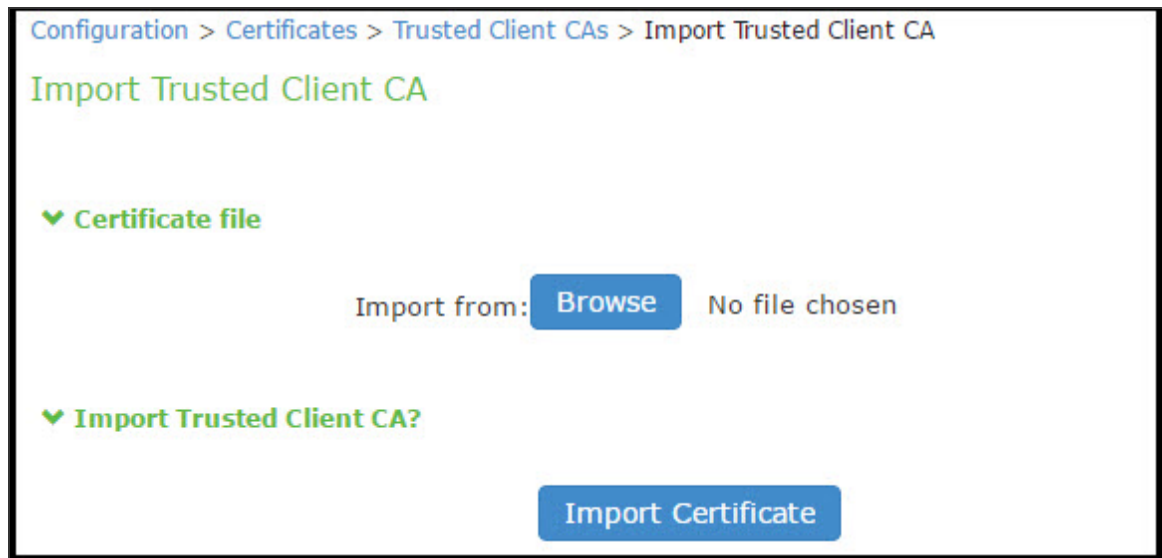 Configuration > Certificates > Trusted Client CAs > Import Trusted Client CA
Import Trusted Client CA
Certificate file
Import from: Browse No file chosen
Import Trusted Client CA?
Import Certificate